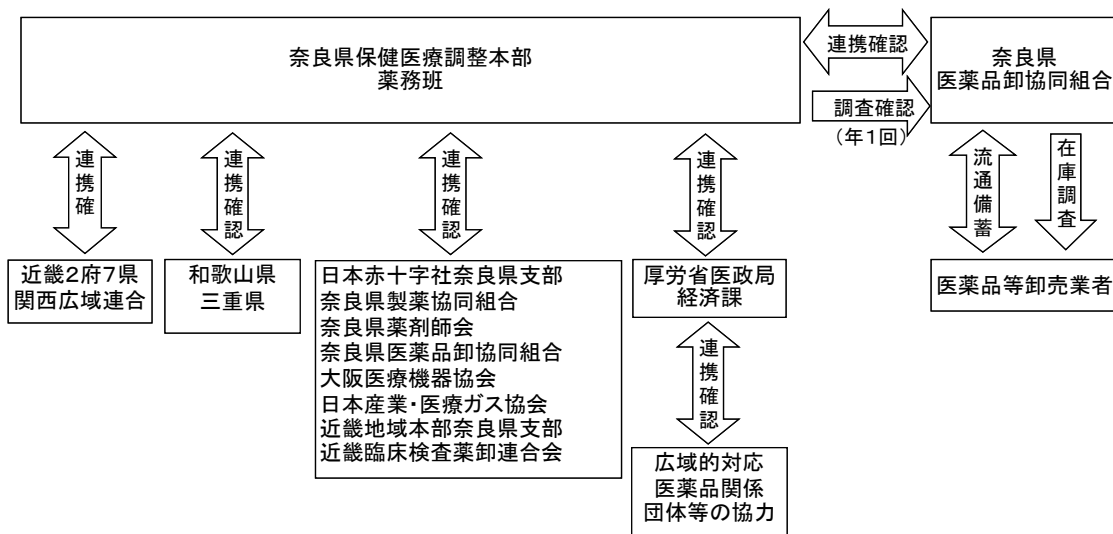 奈良県保健医療調整本部
薬務班
連携確認
調査確認
(年1回)
奈良県
医薬品卸協同組合
連携確
連携確認
連携確認
連携確認
流通備蓄
在庫調査
近畿2府7県
関西広域連合
和歌山県
三重県
日本赤十字社奈良県支部
奈良県製薬協同組合
奈良県薬剤師会
奈良県医薬品卸協同組合
大阪医療機器協会
日本産業・医療ガス協会
近畿地域本部奈良県支部
近畿臨床検査薬卸連合会
厚労省医政局
経済課
医薬品等卸売業者
連携確認
広域的対応
医薬品関係
団体等の協力